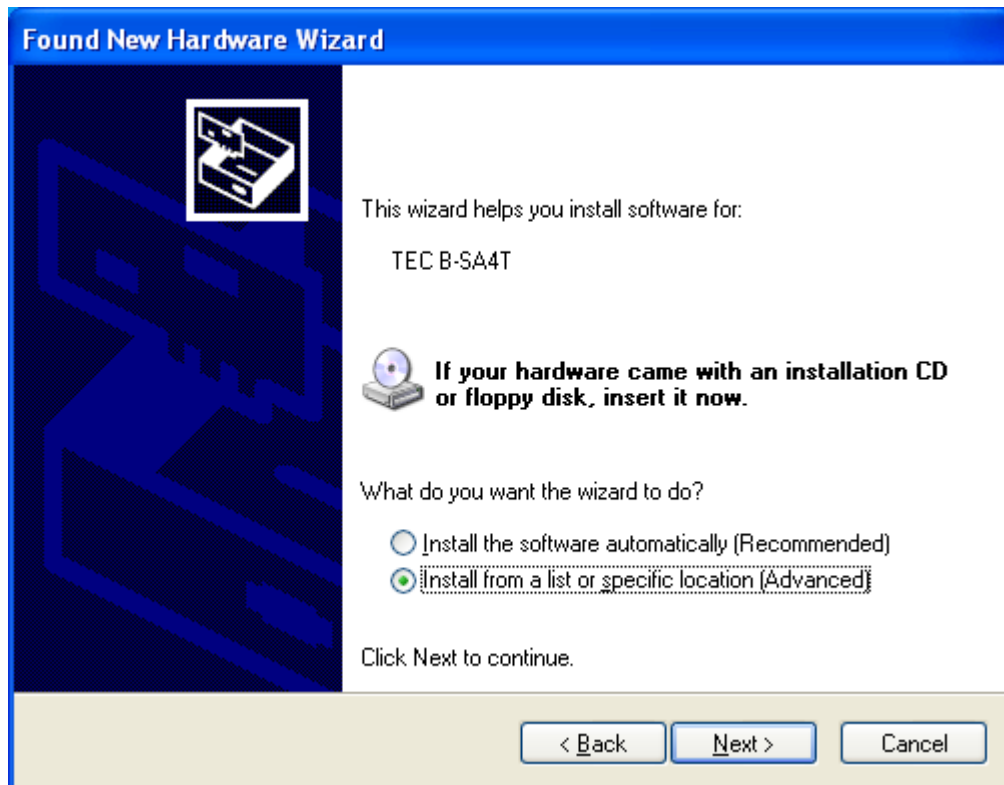 Found New Hardware Wizard
This wizard helps you install software for:
TEC B-SA4T
If your hardware came with an installation CD
or floppy disk, insert it now.
What do you want the wizard to do?
Install the software automatically (Recommended)
Install from a list or specific location (Advanced)
Click Next to continue.
< Back Next > Cancel